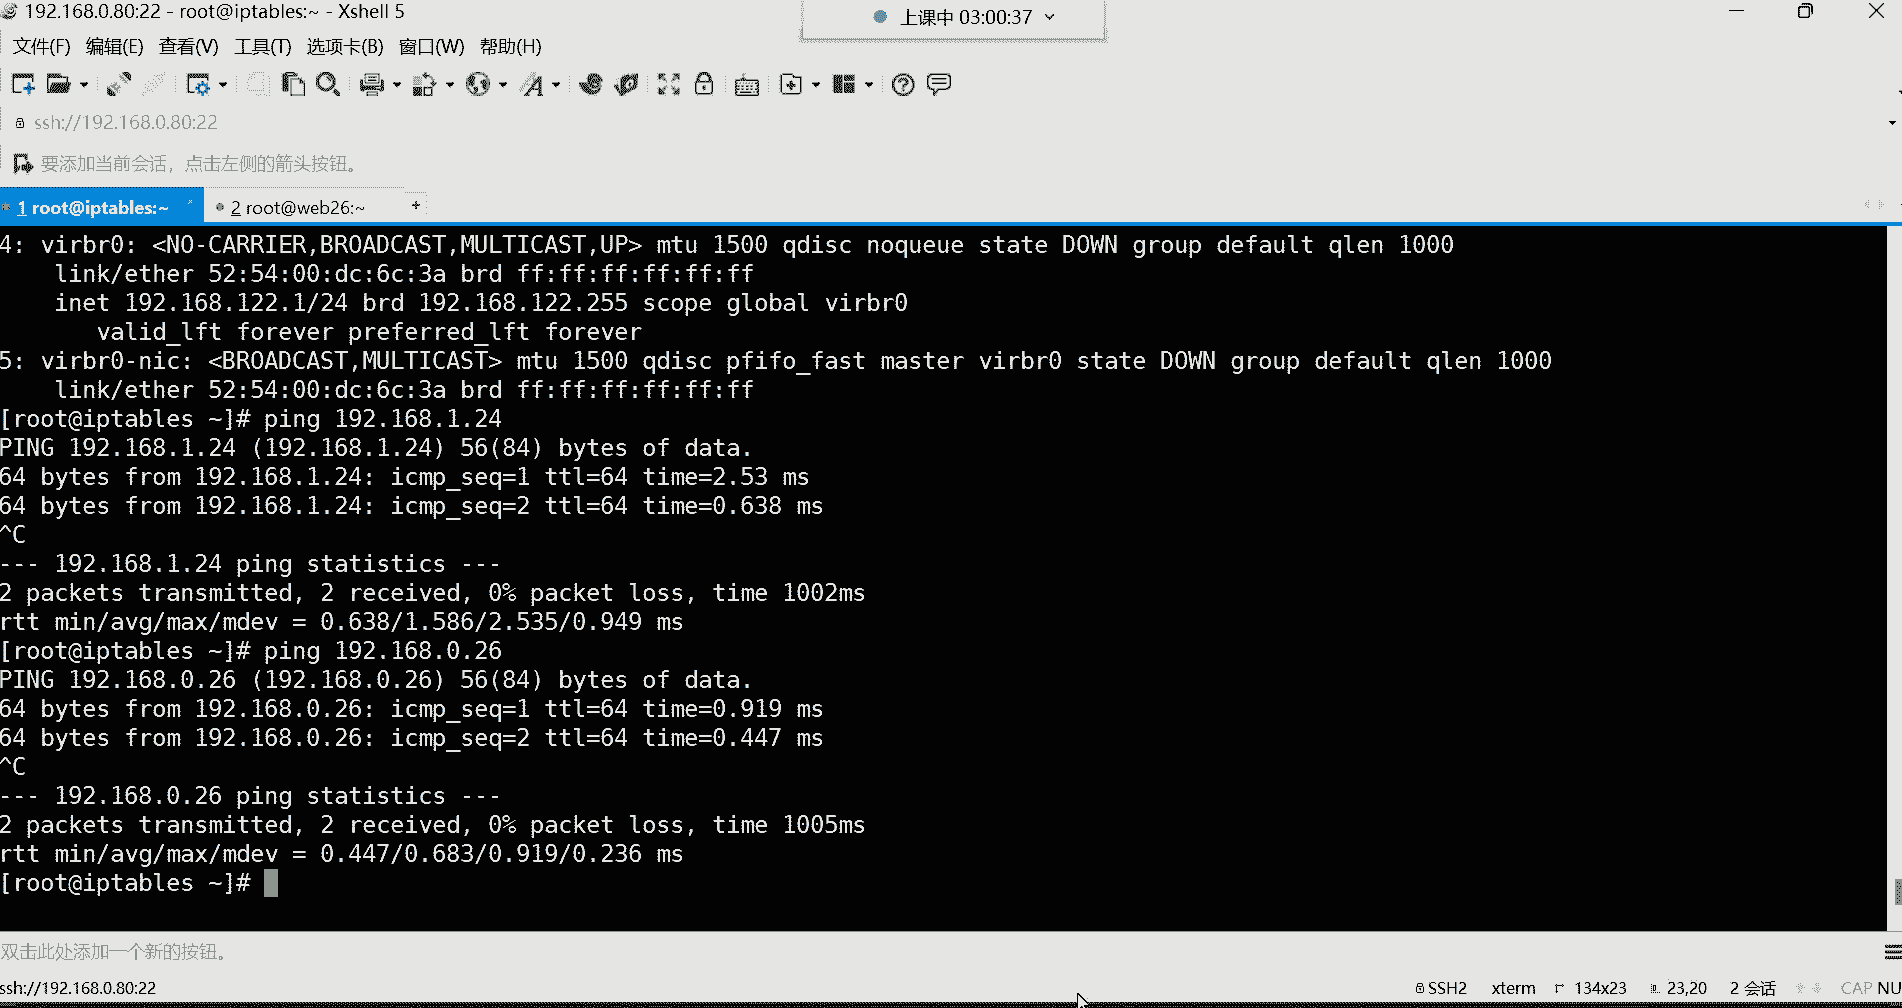 192.168.0.80:22 - root@iptables:~ - Xshell 5
上课中 03:00:37
文件(F) 编辑(E) 查看(V) 工具(T) 选项卡(B) 窗口(W) 帮助(H)
ssh://192.168.0.80:22
要添加当前会话，点击左侧的箭头按钮。
1 root@iptables:~ 2 root@web26:~ +
4: virbr0: <NO-CARRIER,BROADCAST,MULTICAST,UP> mtu 1500 qdisc noqueue state DOWN group default qlen 1000
link/ether 52:54:00:dc:6c:3a brd ff:ff:ff:ff:ff:ff
inet 192.168.122.1/24 brd 192.168.122.255 scope global virbr0
valid_lft forever preferred_lft forever
5: virbr0-nic: <BROADCAST,MULTICAST> mtu 1500 qdisc pfifo_fast master virbr0 state DOWN group default qlen 1000
link/ether 52:54:00:dc:6c:3a brd ff:ff:ff:ff:ff:ff
[root@iptables ~]# ping 192.168.1.24
PING 192.168.1.24 (192.168.1.24) 56(84) bytes of data.
64 bytes from 192.168.1.24: icmp_seq=1 ttl=64 time=2.53 ms
64 bytes from 192.168.1.24: icmp_seq=2 ttl=64 time=0.638 ms
^C
--- 192.168.1.24 ping statistics ---
2 packets transmitted, 2 received, 0% packet loss, time 1002ms
rtt min/avg/max/mdev = 0.638/1.586/2.535/0.949 ms
[root@iptables ~]# ping 192.168.0.26
PING 192.168.0.26 (192.168.0.26) 56(84) bytes of data.
64 bytes from 192.168.0.26: icmp_seq=1 ttl=64 time=0.919 ms
64 bytes from 192.168.0.26: icmp_seq=2 ttl=64 time=0.447 ms
^C
--- 192.168.0.26 ping statistics ---
2 packets transmitted, 2 received, 0% packet loss, time 1005ms
rtt min/avg/max/mdev = 0.447/0.683/0.919/0.236 ms
[root@iptables ~]#
双击此处添加一个新的按钮。
ssh://192.168.0.80:22 SSH2 xterm 134x23 23,20 2 会话 CAP NU